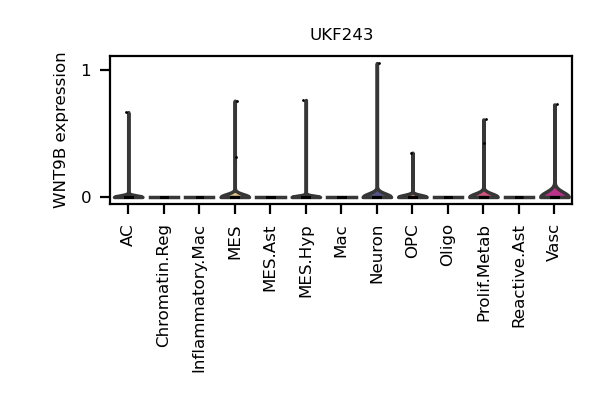 UKF243
WNT9B expression
1
0
AC
Chromatin.Reg
Inflammatory.Mac
MES
MES.Ast
MES.Hyp
Mac
Neuron
OPC
Oligo
Prolif.Metab
Reactive.Ast
Vasc